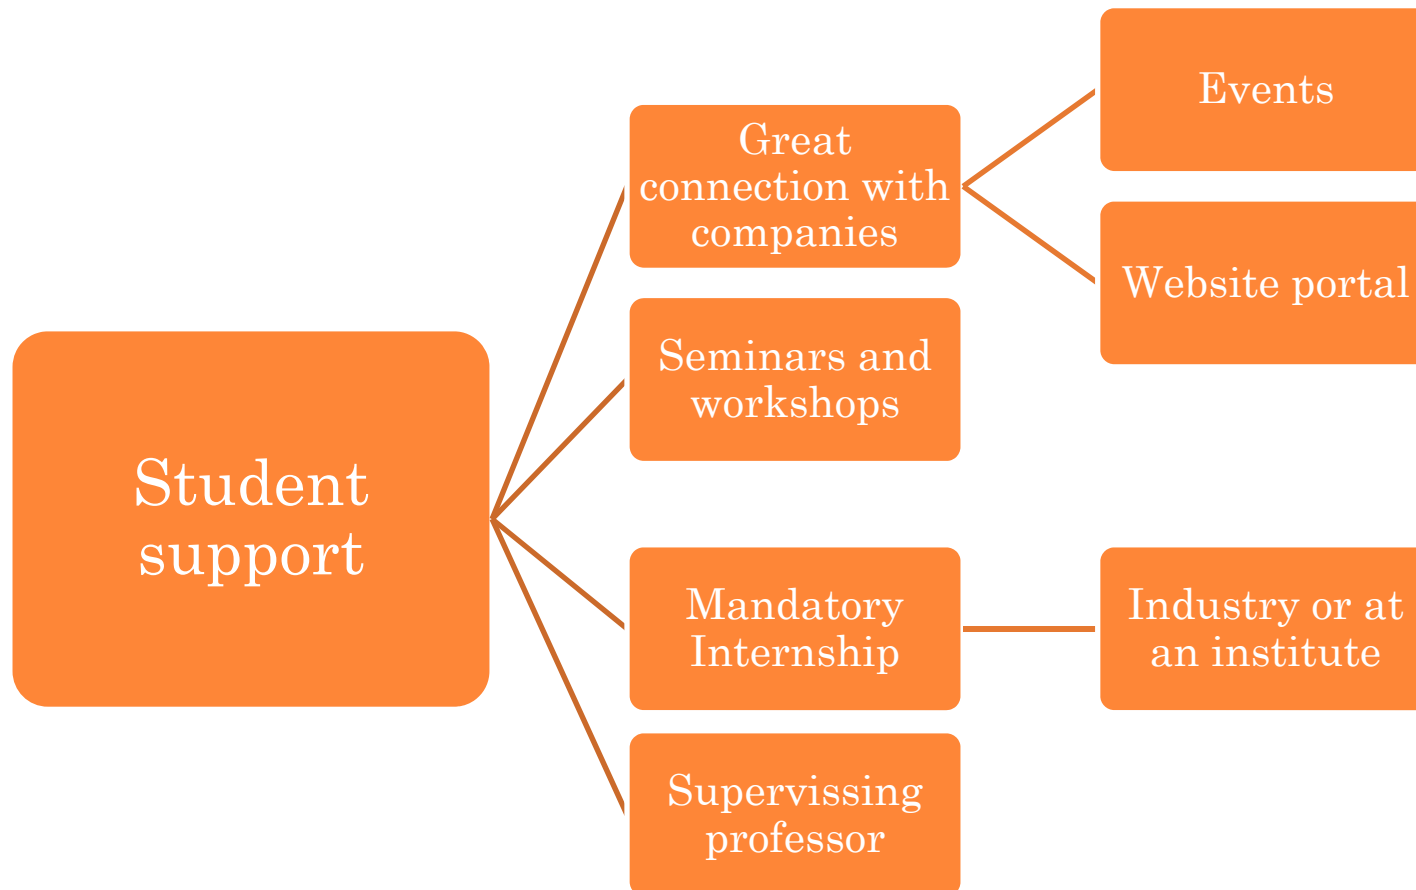 Student
support
Great
connection with
companies
Events
Website portal
Seminars and
workshops
Mandatory
Internship
Industry or at
an institute
Supervissing
professor